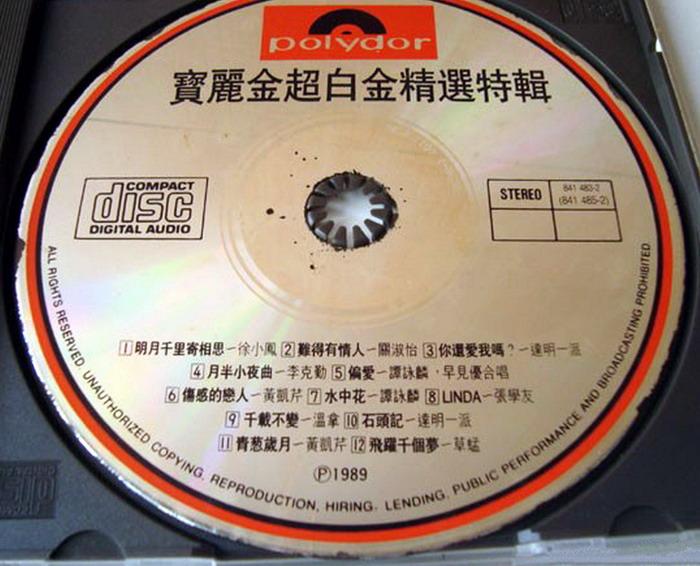 polydor
寶麗金超白金精選特輯
COMPACT
disc
DIGITAL AUDIO
STEREO
841 483-2
(841 485-2)
1 明月千里寄相思－徐小鳳 2 難得有情人－關淑怡 3 你還愛我嗎？－達明一派
4 月半小夜曲－李克勤 5 偏愛－譚詠麟，早見優合唱
6 傷感的戀人－黃凱芹 7 水中花－譚詠麟 8 LINDA－張學友
9 千載不變－溫拿 10 石頭記－達明一派
11 青葱歲月－黃凱芹 12 飛躍千個夢－草蜢
Ⓟ1989
ALL RIGHTS RESERVED. UNAUTHORIZED COPYING, REPRODUCTION, HIRING, LENDING, PUBLIC PERFORMANCE AND BROADCASTING PROHIBITED